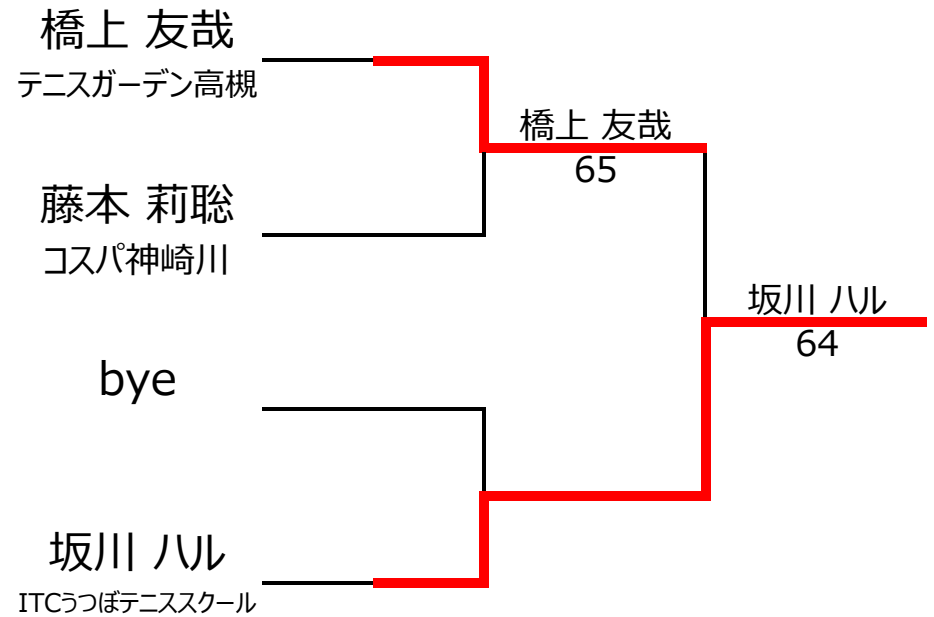 橋上 友哉
テニスガーデン高槻
橋上 友哉
65
藤本 莉聡
コスパ神崎川
坂川 ハル
64
bye
坂川 ハル
ITCうつぼテニススクール